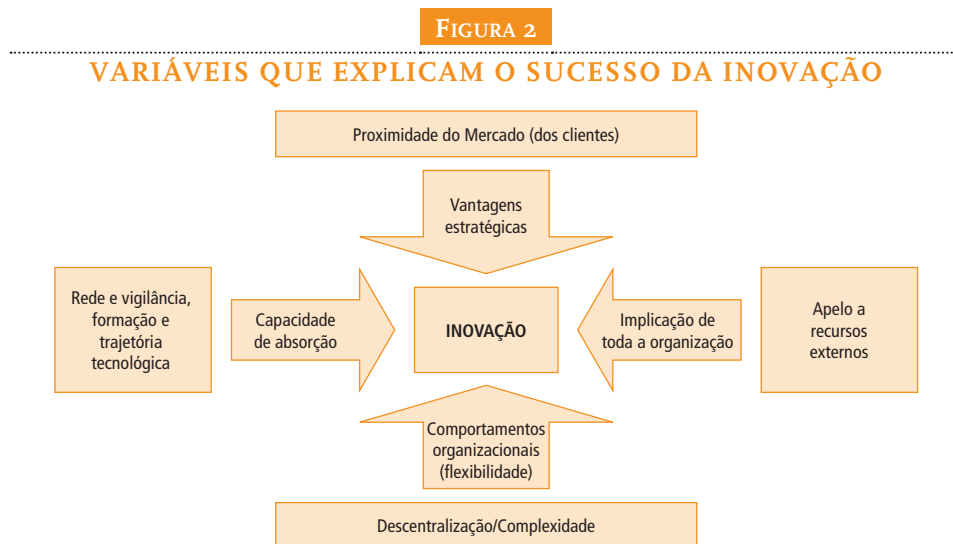 FIGURA 2
VARIÁVEIS QUE EXPLICAM O SUCESSO DA INOVAÇÃO
Proximidade do Mercado (dos clientes)
Vantagens
estratégicas
Rede e vigilância,
formação e
trajetória
tecnológica
Capacidade
de absorção
INOVAÇÃO
Implicação de
toda a organização
Apelo a
recursos
externos
Comportamentos
organizacionais
(flexibilidade)
Descentralização/Complexidade